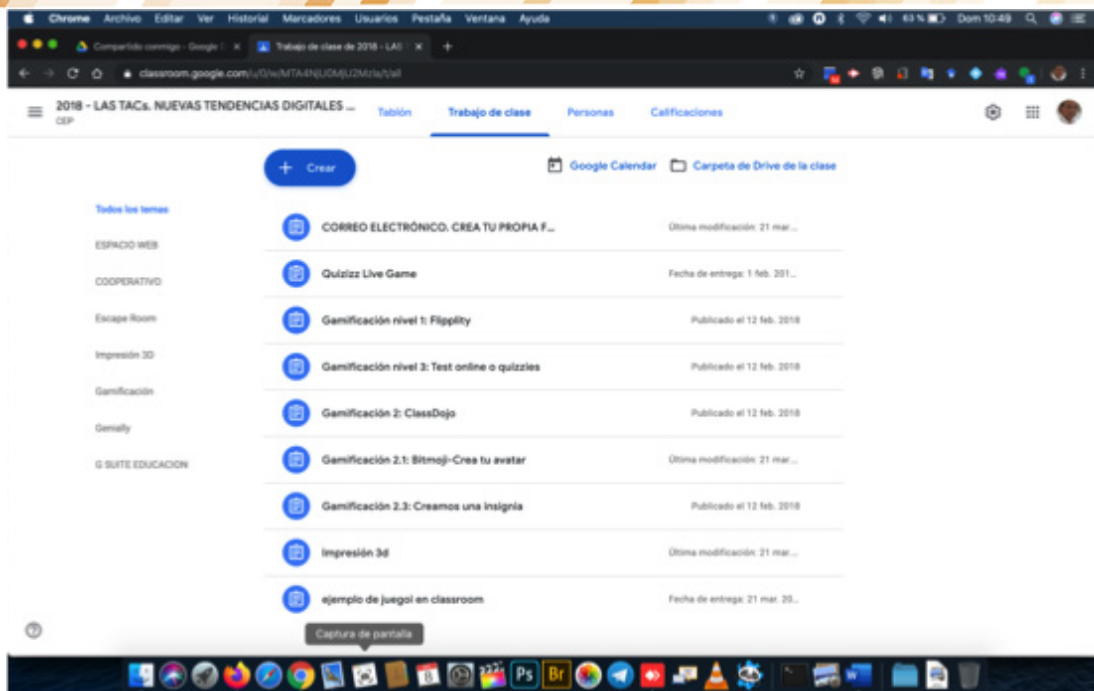 Chrome Archivo Editar Ver Historial Marcadores Usuarios Pestaña Ventana Ayuda
63 % Dom 10:49
Compartido conmigo - Google
Trabajo de clase de 2018 - LAS
classroom.google.com
2018 - LAS TACs. NUEVAS TENDENCIAS DIGITALES ...
CEP
Tablón Trabajo de clase Personas Calificaciones
+ Crear
Google Calendar Carpeta de Drive de la clase
Todos los temas
ESPACIO WEB
COOPERATIVO
Escape Room
Impresión 3D
Gamificación
Genially
G SUITE EDUCACION
CORREO ELECTRÓNICO. CREA TU PROPIA F... Última modificación: 21 mar...
Quizizz Live Game Fecha de entrega: 1 feb. 201...
Gamificación nivel 1: Flipplity Publicado el 12 feb. 2018
Gamificación nivel 3: Test online o quizzies Publicado el 12 feb. 2018
Gamificación 2: ClassDojo Publicado el 12 feb. 2018
Gamificación 2.1: Bitmoji-Crea tu avatar Última modificación: 21 mar...
Gamificación 2.3: Creamos una insignia Publicado el 12 feb. 2018
Impresión 3d Última modificación: 21 mar...
ejemplo de juegol en classroom Fecha de entrega: 21 mar. 20...
Captura de pantalla
Ps Br